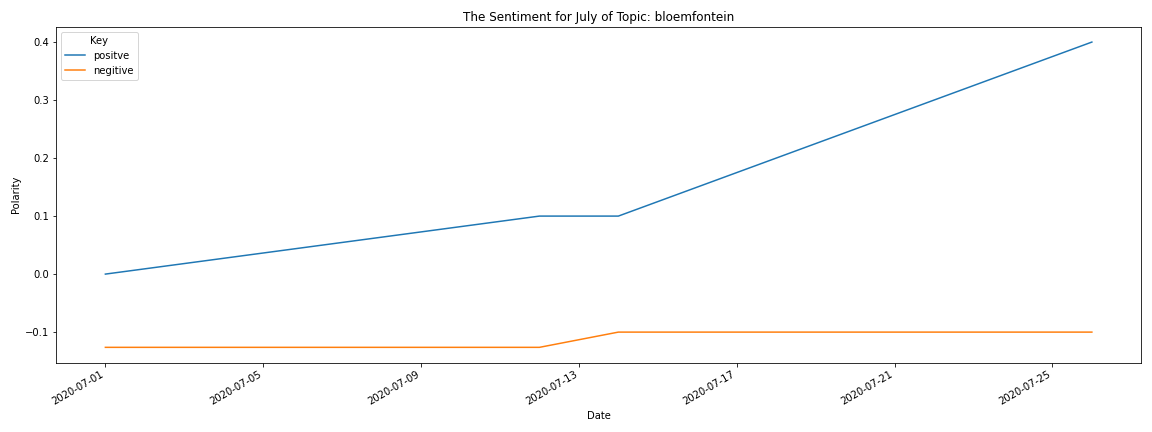 The Sentiment for July of Topic: bloemfontein
Key
positve
negitive
0.4
0.3
0.2
0.1
0.0
−0.1
Polarity
2020-07-01
2020-07-05
2020-07-09
2020-07-13
2020-07-17
2020-07-21
2020-07-25
Date